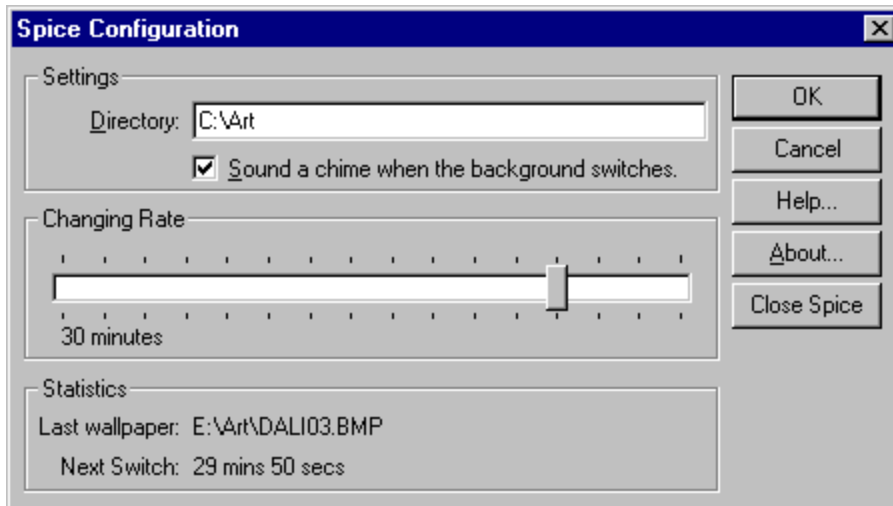 Spice Configuration
Settings
Directory: C:\Art
Sound a chime when the background switches.
Changing Rate
30 minutes
Statistics
Last wallpaper: E:\Art\DALI03.BMP
Next Switch: 29 mins 50 secs
OK
Cancel
Help...
About...
Close Spice